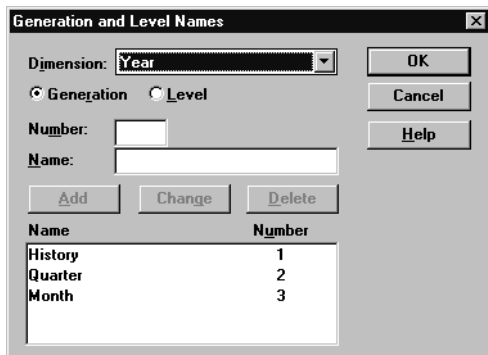 Generation and Level Names
Dimension: Year
OK
Generation Level
Cancel
Number:
Help
Name:
Add Change Delete
Name Number
History 1
Quarter 2
Month 3